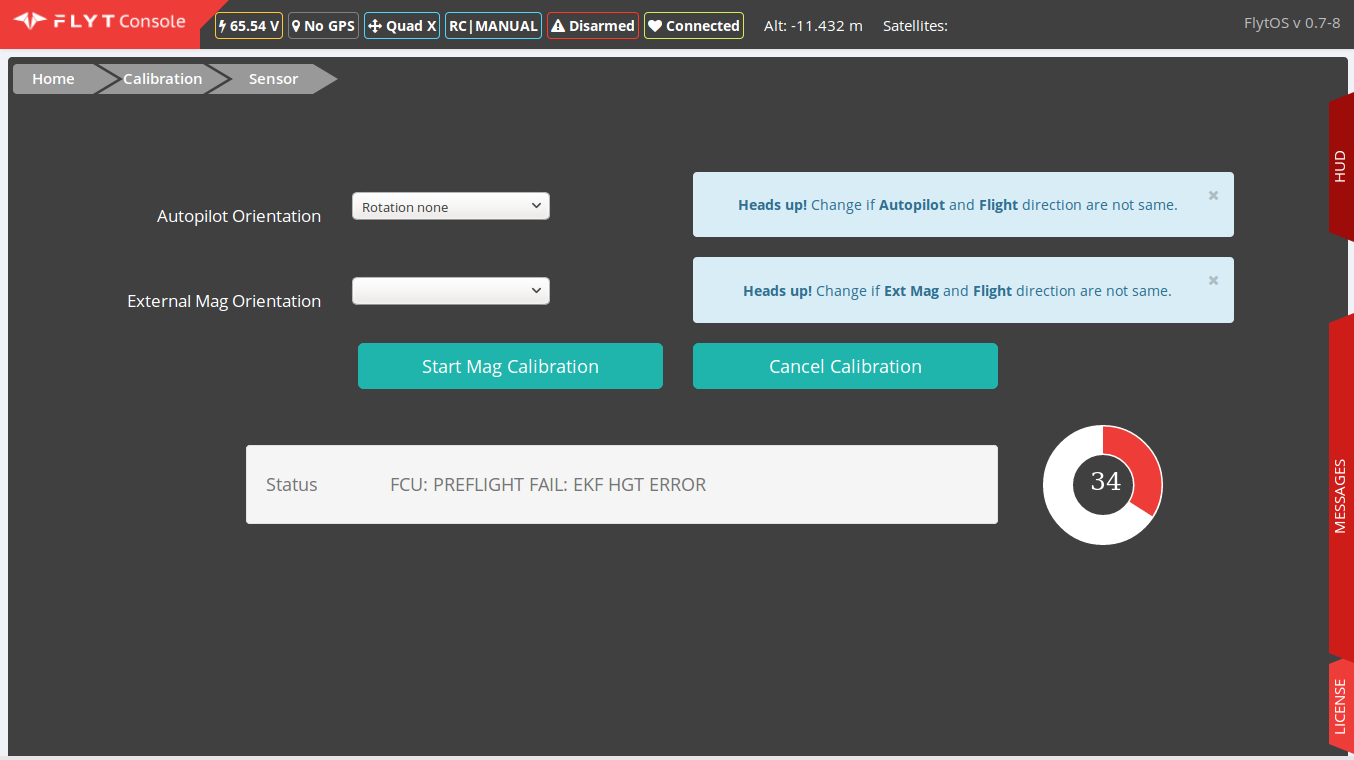 FLYT Console
65.54 V No GPS Quad X RC|MANUAL Disarmed Connected Alt: -11.432 m Satellites: FlytOS v 0.7-8
Home Calibration Sensor
HUD
Autopilot Orientation Rotation none Heads up! Change if Autopilot and Flight direction are not same. ×
External Mag Orientation Heads up! Change if Ext Mag and Flight direction are not same. ×
Start Mag Calibration Cancel Calibration
Status FCU: PREFLIGHT FAIL: EKF HGT ERROR 34
MESSAGES
LICENSE